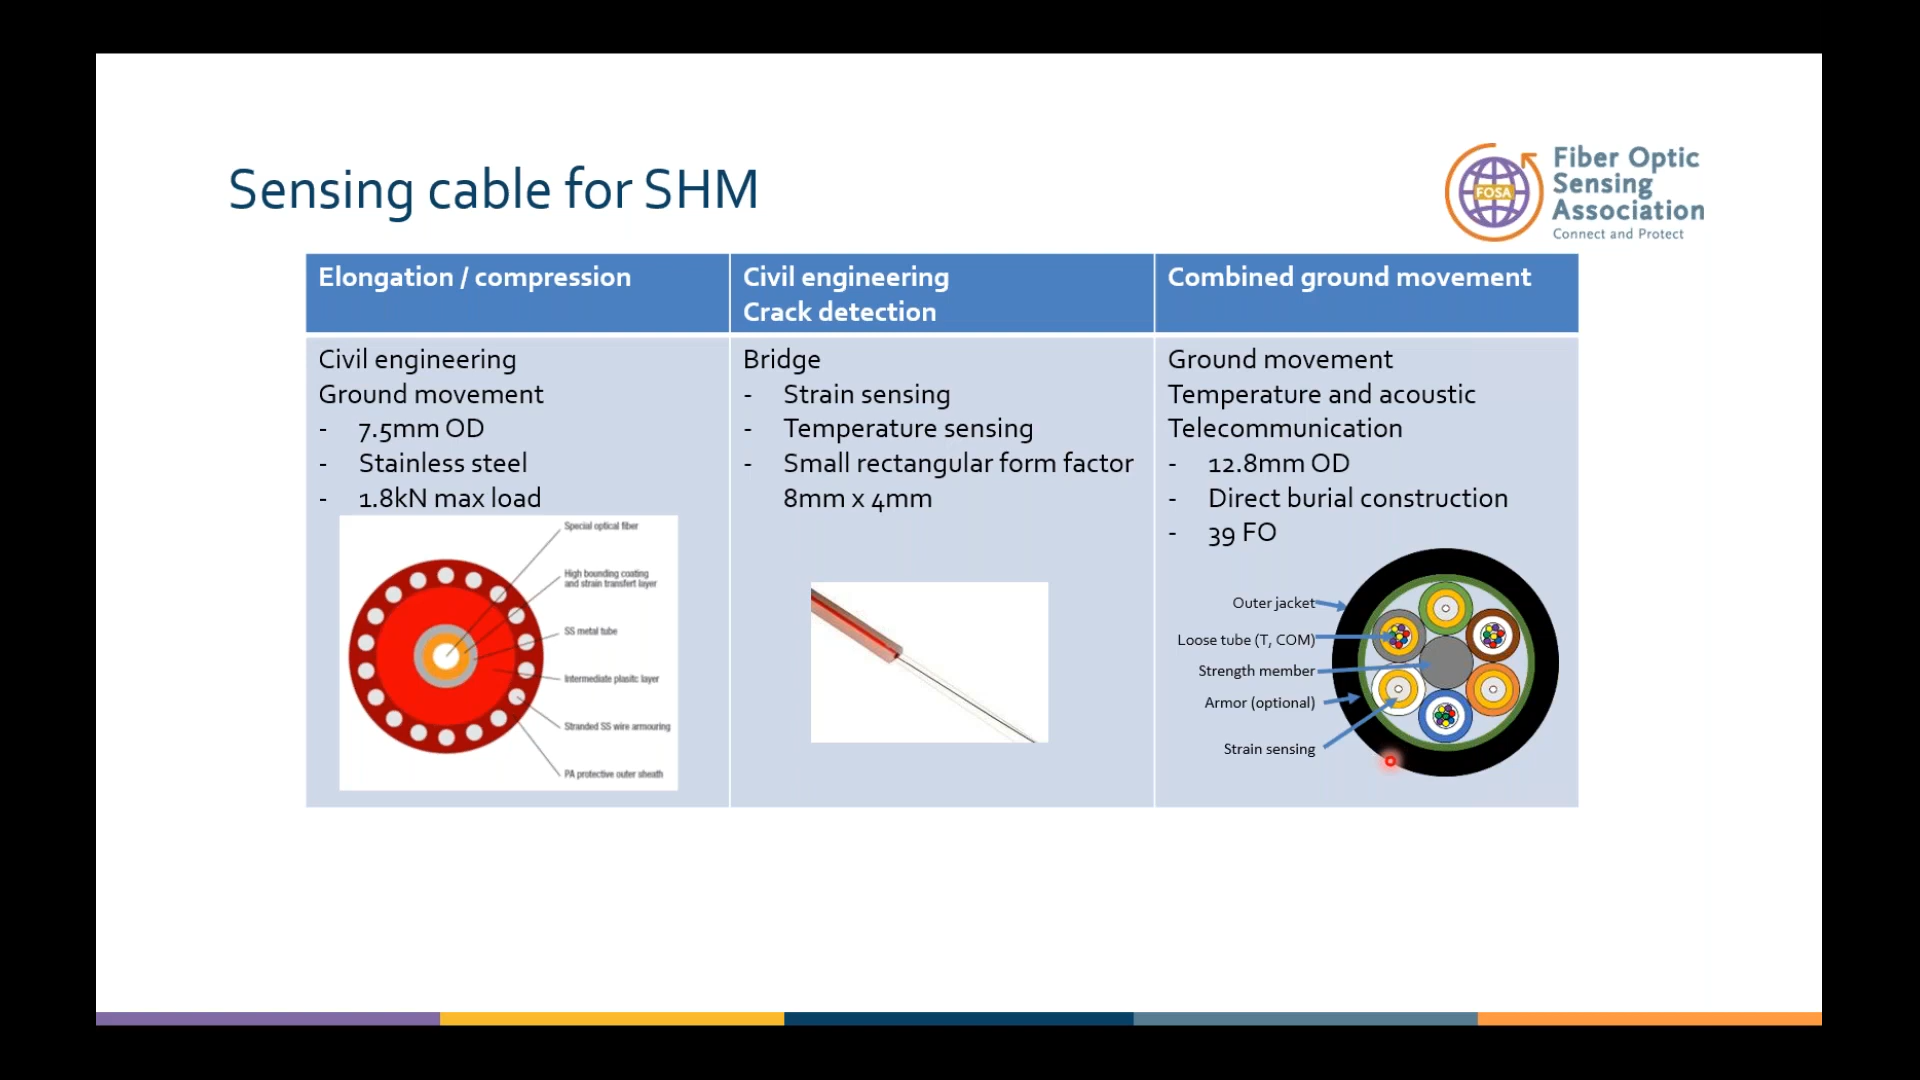 Sensing cable for SHM
FOSA
Fiber Optic
Sensing
Association
Connect and Protect
Elongation / compression
Civil engineering
Crack detection
Combined ground movement
Civil engineering
Ground movement
- 7.5mm OD
- Stainless steel
- 1.8kN max load
Special optical fiber
High bounding coating
and strain transfert layer
SS metal tube
Intermediate plasitc layer
Stranded SS wire armouring
PA protective outer sheath
Bridge
- Strain sensing
- Temperature sensing
- Small rectangular form factor
8mm x 4mm
Ground movement
Temperature and acoustic
Telecommunication
- 12.8mm OD
- Direct burial construction
- 39 FO
Outer jacket
Loose tube (T, COM)
Strength member
Armor (optional)
Strain sensing